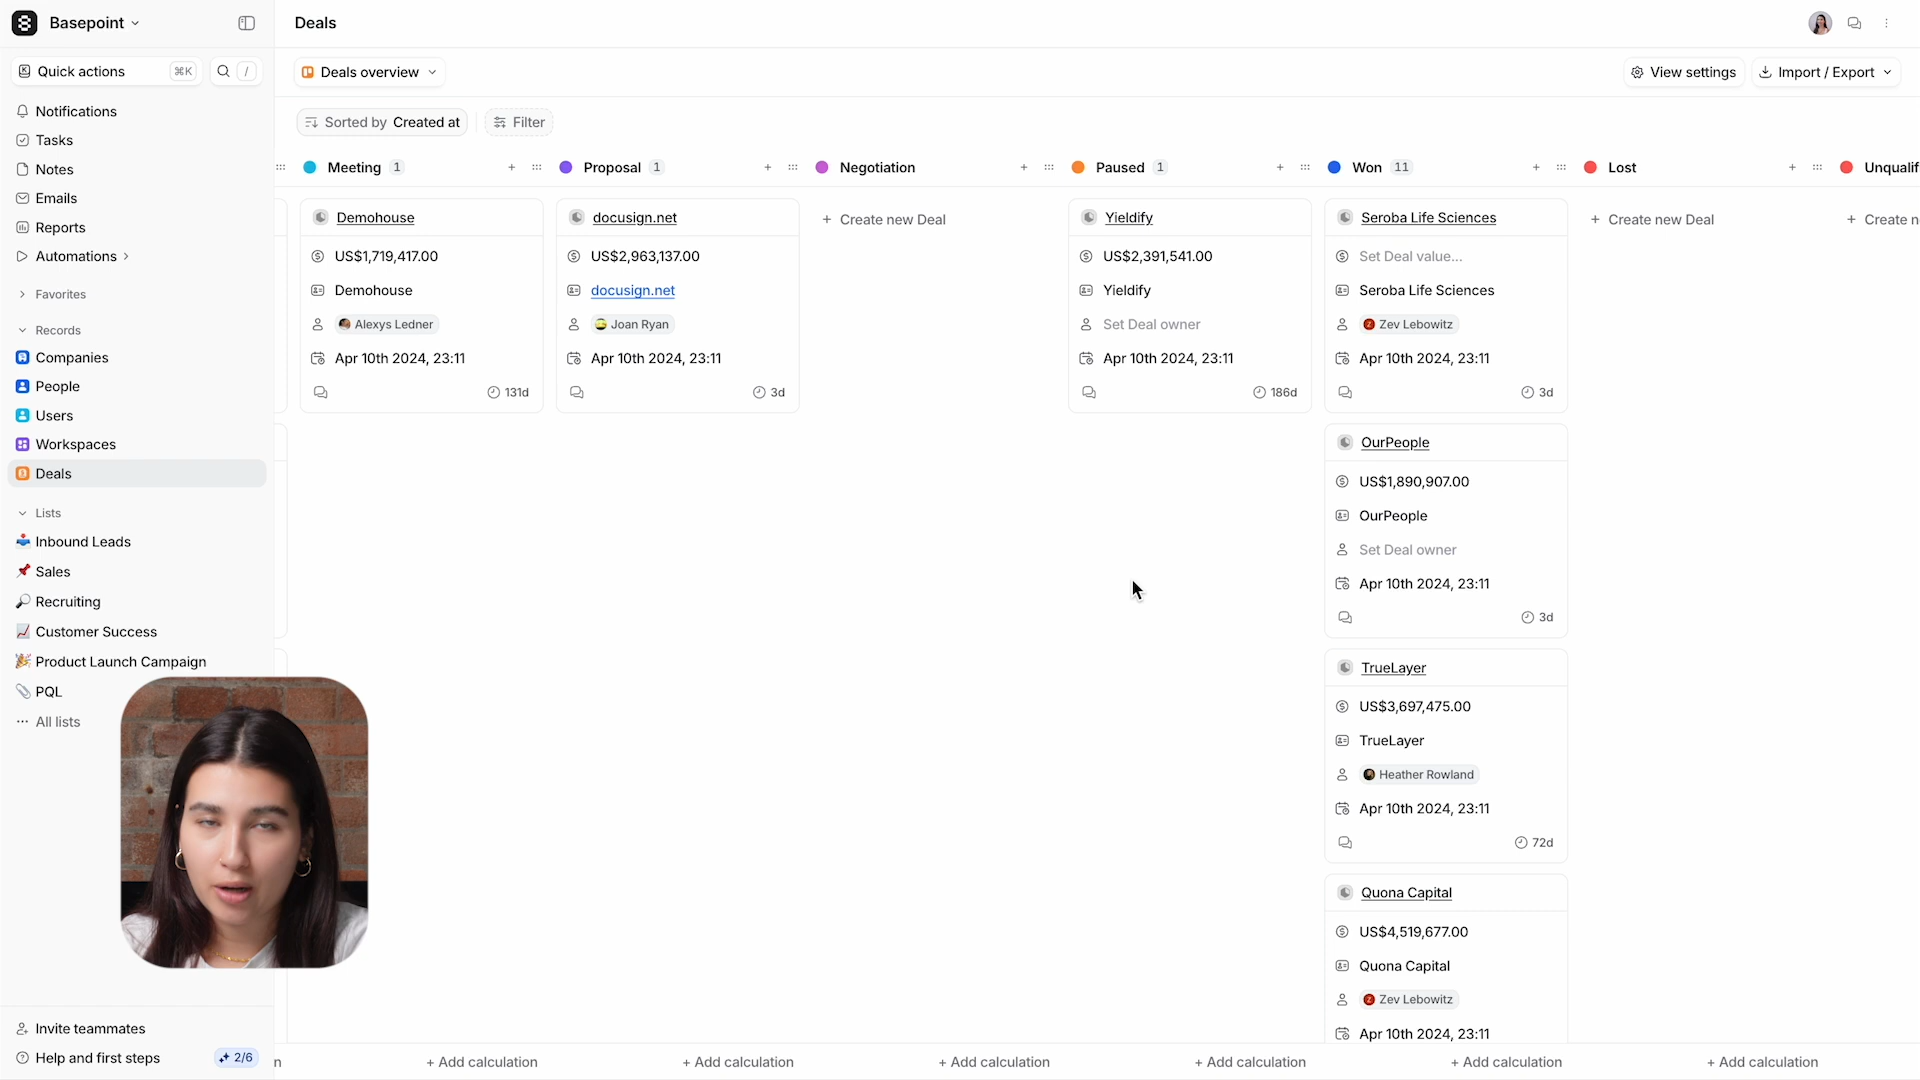 Basepoint
Deals
Quick actions
⌘K
/
Deals overview
View settings
Import / Export
Notifications
Tasks
Notes
Emails
Reports
Automations
Favorites
Records
Companies
People
Users
Workspaces
Deals
Lists
Inbound Leads
Sales
Recruiting
Customer Success
Product Launch Campaign
PQL
All lists
Invite teammates
Help and first steps
2/6
Sorted by Created at
Filter
Meeting 1
Demohouse
US$1,719,417.00
Demohouse
Alexys Ledner
Apr 10th 2024, 23:11
131d
Proposal 1
docusign.net
US$2,963,137.00
docusign.net
Joan Ryan
Apr 10th 2024, 23:11
3d
Negotiation
+ Create new Deal
Paused 1
Yieldify
US$2,391,541.00
Yieldify
Set Deal owner
Apr 10th 2024, 23:11
186d
Won 11
Seroba Life Sciences
Set Deal value...
Seroba Life Sciences
Zev Lebowitz
Apr 10th 2024, 23:11
3d
OurPeople
US$1,890,907.00
OurPeople
Set Deal owner
Apr 10th 2024, 23:11
3d
TrueLayer
US$3,697,475.00
TrueLayer
Heather Rowland
Apr 10th 2024, 23:11
72d
Quona Capital
US$4,519,677.00
Quona Capital
Zev Lebowitz
Apr 10th 2024, 23:11
Lost
+ Create new Deal
Unqualif
+ Create n
n
+ Add calculation
+ Add calculation
+ Add calculation
+ Add calculation
+ Add calculation
+ Add calculation